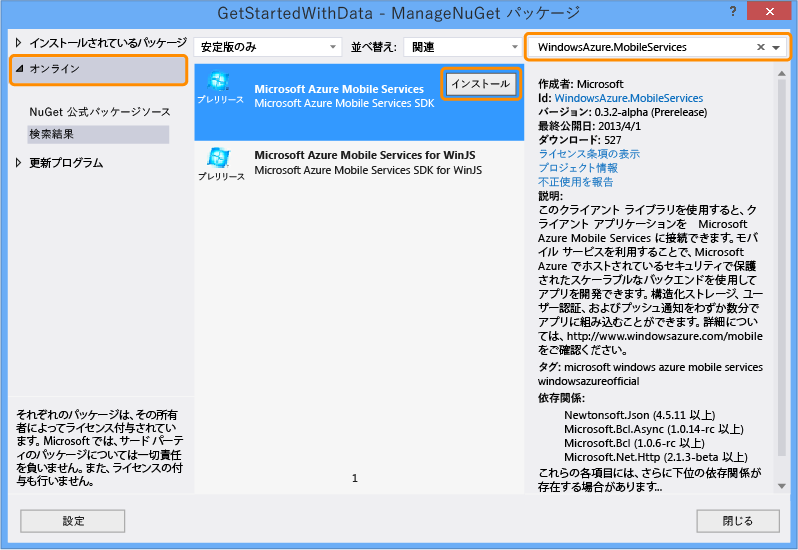 GetStartedWithData - ManageNuGet パッケージ
?
インストールされているパッケージ
オンライン
NuGet 公式パッケージソース
検索結果
更新プログラム
それぞれのパッケージは、その所有
者によってライセンス付与されていま
す。Microsoft では、サード パーテ
ィのパッケージについては一切責任
を負いません。また、ライセンスの付
与も行いません。
設定
安定版のみ
並べ替え:
関連
プレリリース
Microsoft Azure Mobile Services
Microsoft Azure Mobile Services SDK
インストール
プレリリース
Microsoft Azure Mobile Services for WinJS
Microsoft Azure Mobile Services SDK for WinJS
1
WindowsAzure.MobileServices
作成者: Microsoft
Id: WindowsAzure.MobileServices
バージョン: 0.3.2-alpha (Prerelease)
最終公開日: 2013/4/1
ダウンロード: 527
ライセンス条項の表示
プロジェクト情報
不正使用を報告
説明:
このクライアント ライブラリを使用すると、ク
ライアント アプリケーションを Microsoft
Azure Mobile Services に接続できます。モバ
イル サービスを利用することで、Microsoft
Azure でホストされているセキュリティで保護
されたスケーラブルなバックエンドを使用して
アプリを開発できます。構造化ストレージ、ユー
ザー認証、およびプッシュ通知をわずか数分で
アプリに組み込むことができます。詳細につい
ては、http://www.windowsazure.com/mobile
をご確認ください。
タグ: microsoft windows azure mobile services
windowsazureofficial
依存関係:
Newtonsoft.Json (4.5.11 以上)
Microsoft.Bcl.Async (1.0.14-rc 以上)
Microsoft.Bcl (1.0.6-rc 以上)
Microsoft.Net.Http (2.1.3-beta 以上)
これらの各項目には、さらに下位の依存関係が
存在する場合があります...
閉じる